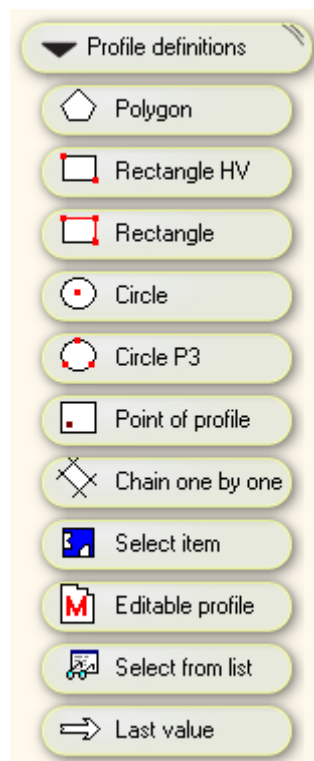 Profile definitions
Polygon
Rectangle HV
Rectangle
Circle
Circle P3
Point of profile
Chain one by one
Select item
Editable profile
Select from list
Last value